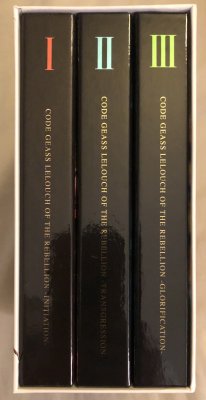 I
CODE GEASS LELOUCH OF THE REBELLION -INITIATION-
II
CODE GEASS LELOUCH OF THE REBELLION -TRANSGRESSION-
III
CODE GEASS LELOUCH OF THE REBELLION -GLORIFICATION-